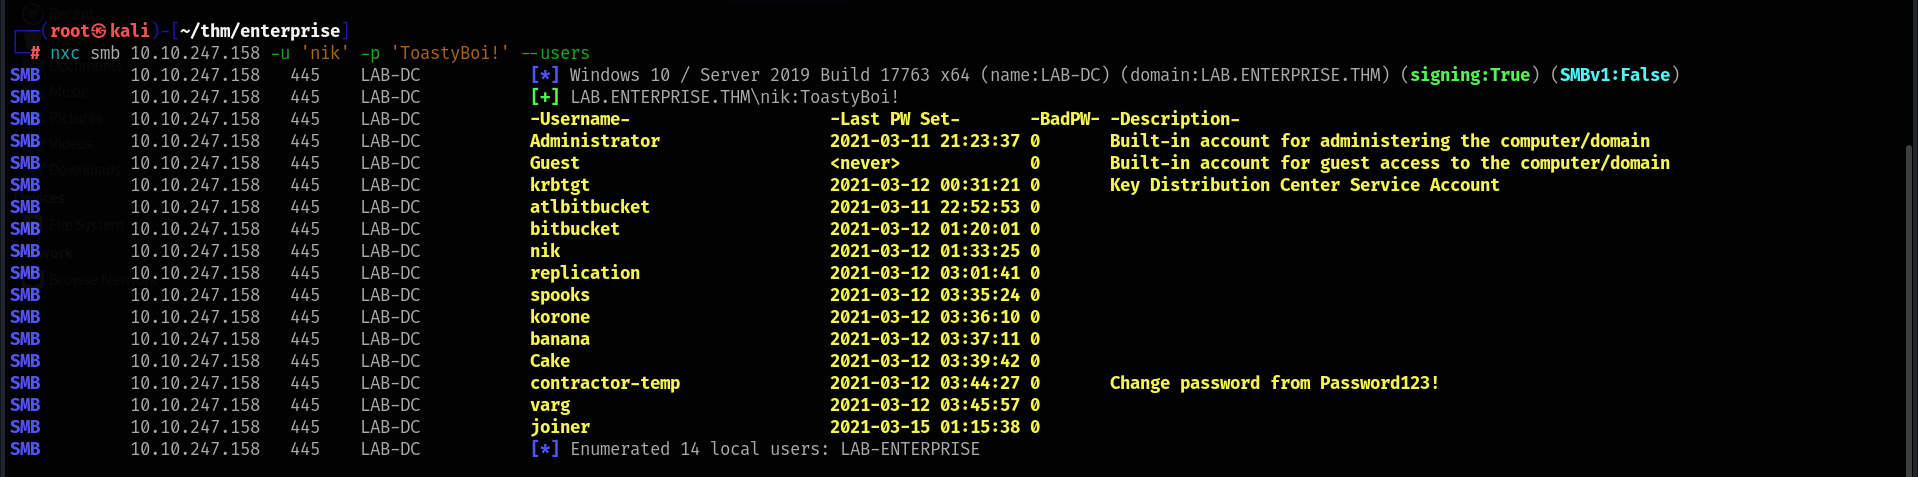 Recent
(root㉿kali)-[~/thm/enterprise]
# nxc smb 10.10.247.158 -u 'nik' -p 'ToastyBoi!' --users
SMB 10.10.247.158 445 LAB-DC [*] Windows 10 / Server 2019 Build 17763 x64 (name:LAB-DC) (domain:LAB.ENTERPRISE.THM) (signing:True) (SMBv1:False)
SMB 10.10.247.158 445 LAB-DC [+] LAB.ENTERPRISE.THM\nik:ToastyBoi!
SMB 10.10.247.158 445 LAB-DC -Username- -Last PW Set- -BadPW- -Description-
SMB 10.10.247.158 445 LAB-DC Administrator 2021-03-11 21:23:37 0 Built-in account for administering the computer/domain
SMB 10.10.247.158 445 LAB-DC Guest <never> 0 Built-in account for guest access to the computer/domain
SMB 10.10.247.158 445 LAB-DC krbtgt 2021-03-12 00:31:21 0 Key Distribution Center Service Account
SMB 10.10.247.158 445 LAB-DC atlbitbucket 2021-03-11 22:52:53 0
SMB 10.10.247.158 445 LAB-DC bitbucket 2021-03-12 01:20:01 0
SMB 10.10.247.158 445 LAB-DC nik 2021-03-12 01:33:25 0
SMB 10.10.247.158 445 LAB-DC replication 2021-03-12 03:01:41 0
SMB 10.10.247.158 445 LAB-DC spooks 2021-03-12 03:35:24 0
SMB 10.10.247.158 445 LAB-DC korone 2021-03-12 03:36:10 0
SMB 10.10.247.158 445 LAB-DC banana 2021-03-12 03:37:11 0
SMB 10.10.247.158 445 LAB-DC Cake 2021-03-12 03:39:42 0
SMB 10.10.247.158 445 LAB-DC contractor-temp 2021-03-12 03:44:27 0 Change password from Password123!
SMB 10.10.247.158 445 LAB-DC varg 2021-03-12 03:45:57 0
SMB 10.10.247.158 445 LAB-DC joiner 2021-03-15 01:15:38 0
SMB 10.10.247.158 445 LAB-DC [*] Enumerated 14 local users: LAB-ENTERPRISE
Music
Pictures
Videos
Downloads
File System